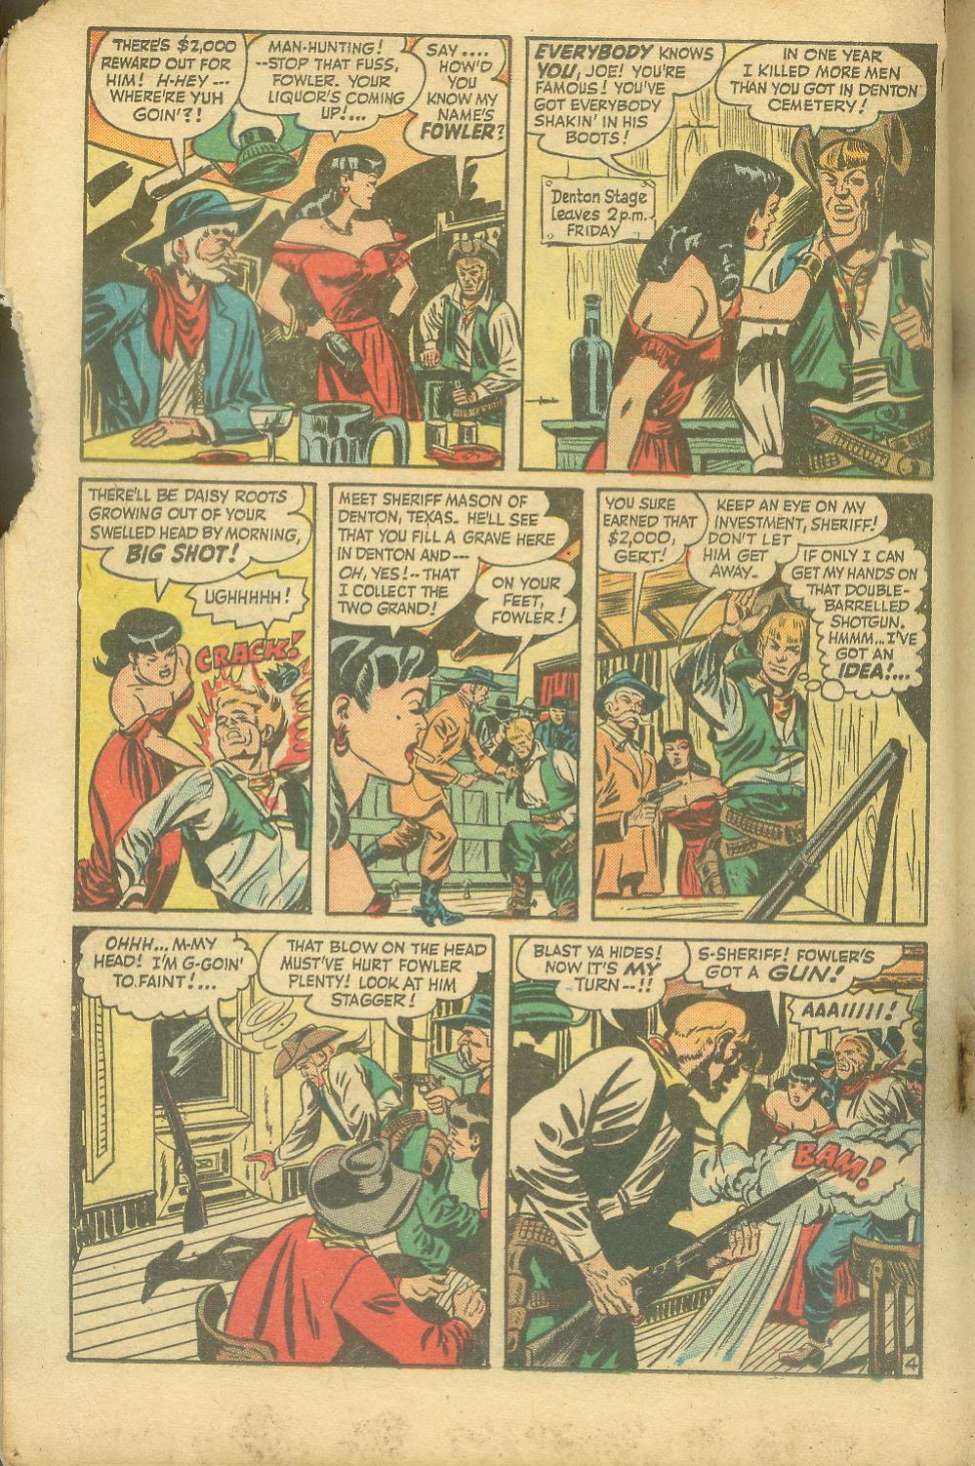 THERE'S $2,000
REWARD OUT FOR
HIM! H-HEY---
WHERE'RE YUH
GOIN'?!
MAN-HUNTING!
--STOP THAT FUSS,
FOWLER. YOUR
LIQUOR'S COMING
UP!...
SAY....
HOW'D
YOU
KNOW MY
NAME'S
FOWLER?
EVERYBODY KNOWS
YOU, JOE! YOU'RE
FAMOUS! YOU'VE
GOT EVERYBODY
SHAKIN' IN HIS
BOOTS!
IN ONE YEAR
I KILLED MORE MEN
THAN YOU GOT IN DENTON
CEMETERY!
Denton Stage
leaves 2 p.m.
FRIDAY
THERE'LL BE DAISY ROOTS
GROWING OUT OF YOUR
SWELLED HEAD BY MORNING,
BIG SHOT!
UGHHHHH!
CRACK!
MEET SHERIFF MASON OF
DENTON, TEXAS. HE'LL SEE
THAT YOU FILL A GRAVE HERE
IN DENTON AND---
OH, YES!-- THAT
I COLLECT THE
TWO GRAND!
ON YOUR
FEET,
FOWLER!
YOU SURE
EARNED THAT
$2,000,
GERT!
KEEP AN EYE ON MY
INVESTMENT, SHERIFF!
DON'T LET
HIM GET
AWAY.
IF ONLY I CAN
GET MY HANDS ON
THAT DOUBLE-
BARRELLED
SHOTGUN.
HMMM...I'VE
GOT AN
IDEA!...
OHHH... M-MY
HEAD! I'M G-GOIN'
TO FAINT!...
THAT BLOW ON THE HEAD
MUST'VE HURT FOWLER
PLENTY! LOOK AT HIM
STAGGER!
BLAST YA HIDES!
NOW IT'S MY
TURN--!!
S-SHERIFF! FOWLER'S
GOT A GUN!
AAAIIIII!
BAM!
4